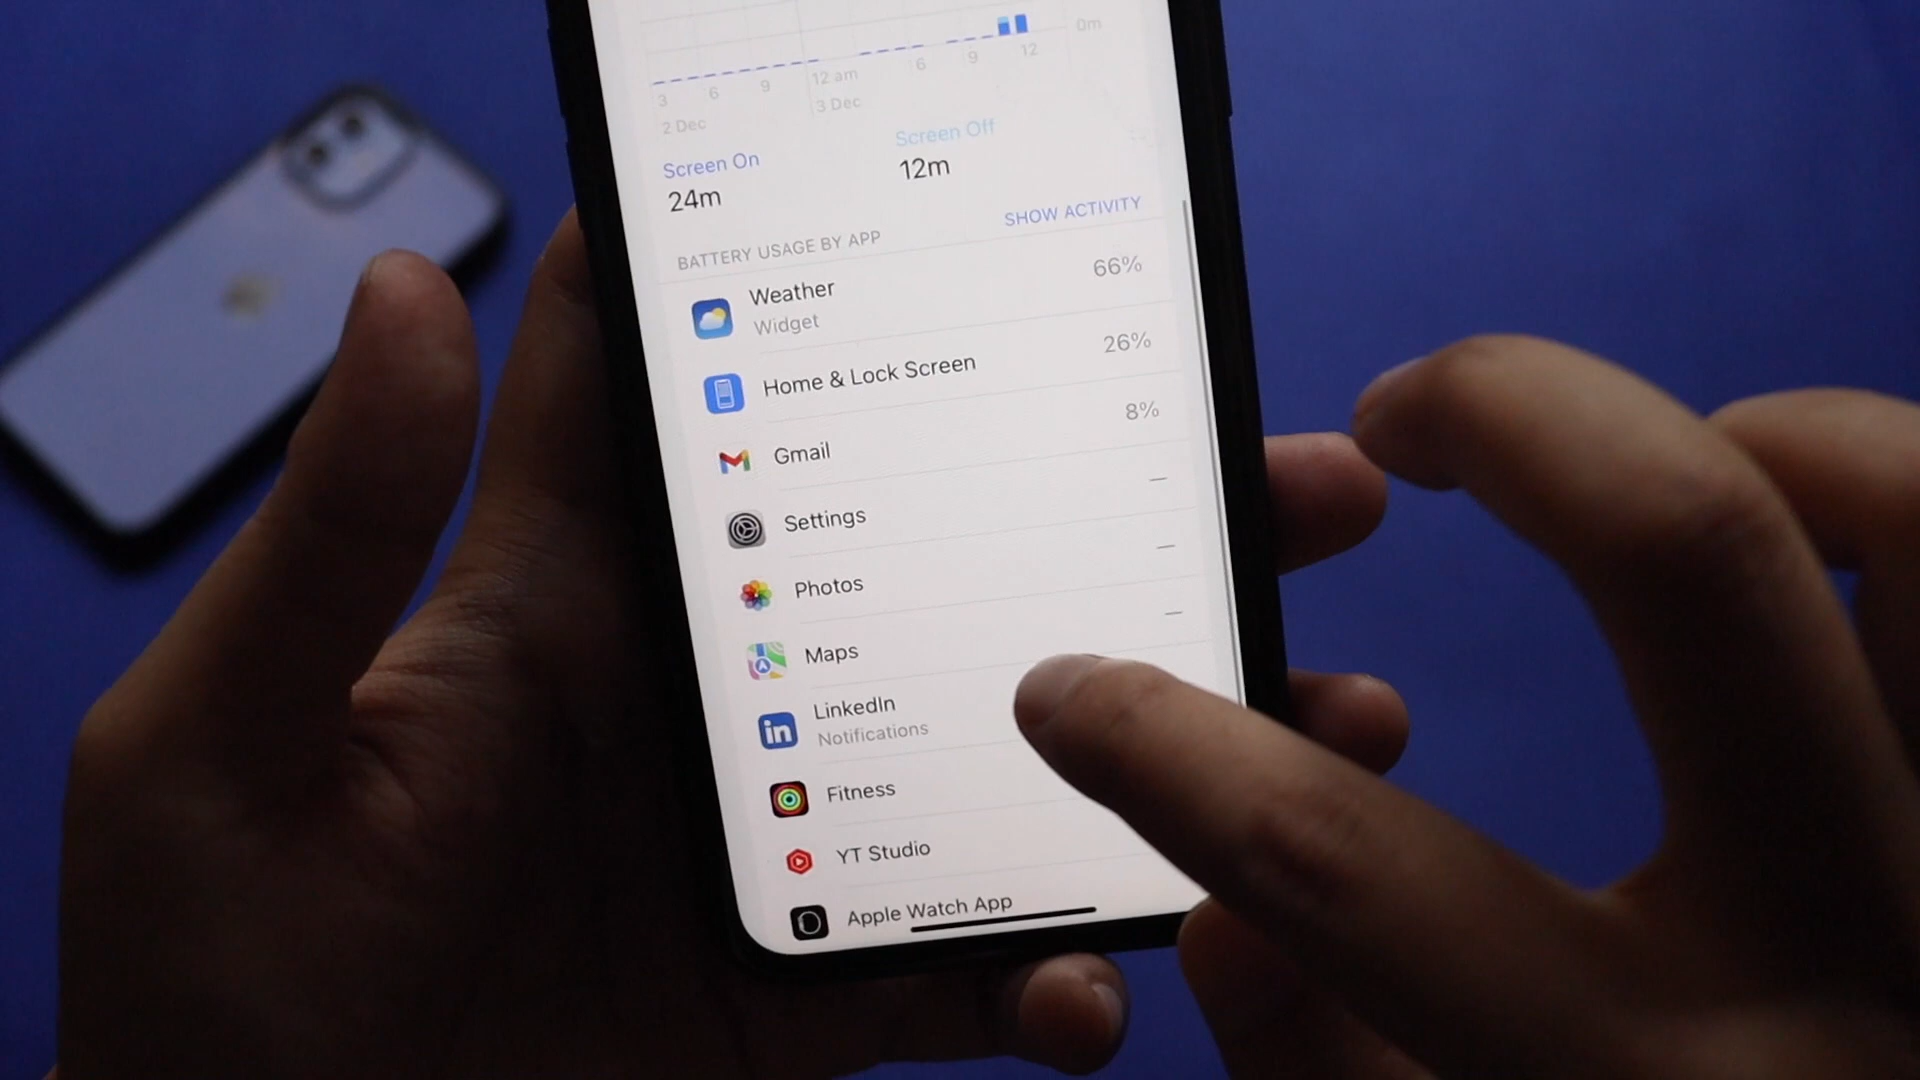 0m
3 6 9 12 am 6 9 12
2 Dec 3 Dec
Screen On Screen Off
24m 12m
BATTERY USAGE BY APP SHOW ACTIVITY
Weather 66%
Widget
Home & Lock Screen 26%
Gmail 8%
Settings —
Photos —
Maps —
LinkedIn
Notifications
in
Fitness
YT Studio
Apple Watch App